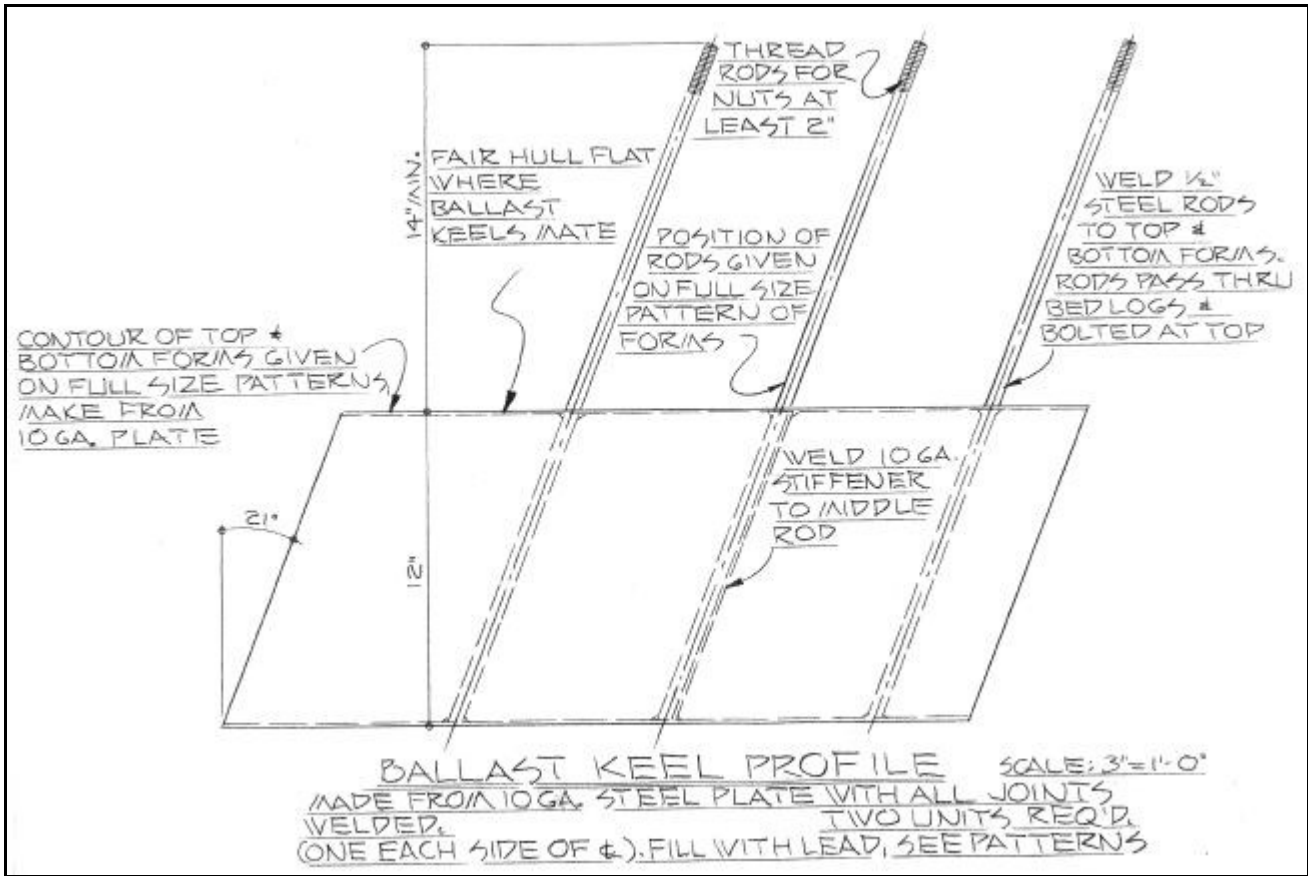 THREAD
RODS FOR
NUTS AT
LEAST 2"
14" MIN.
FAIR HULL FLAT
WHERE
BALLAST
KEELS MATE
WELD 1/2"
STEEL RODS
TO TOP &
BOTTOM FORMS.
RODS PASS THRU
BED LOGS &
BOLTED AT TOP
POSITION OF
RODS GIVEN
ON FULL SIZE
PATTERN OF
FORMS
CONTOUR OF TOP &
BOTTOM FORMS GIVEN
ON FULL SIZE PATTERNS,
MAKE FROM
10 GA. PLATE
WELD 10 GA.
STIFFENER
TO MIDDLE
ROD
21°
12"
BALLAST KEEL PROFILE
SCALE: 3"=1'-0"
MADE FROM 10 GA. STEEL PLATE WITH ALL JOINTS
WELDED. TWO UNITS REQ'D.
(ONE EACH SIDE OF ℄). FILL WITH LEAD, SEE PATTERNS